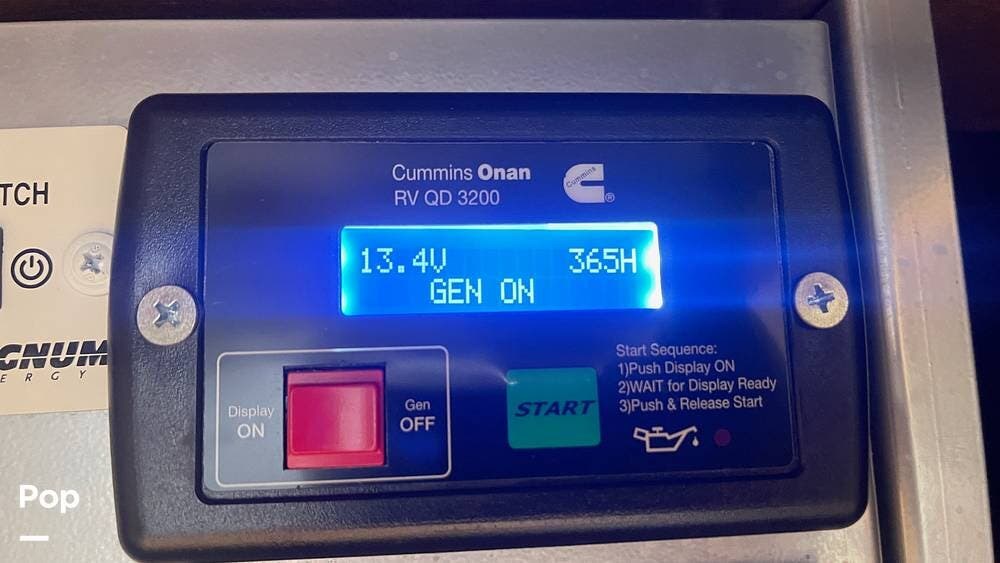 Cummins Onan
RV QD 3200
Cummins
®
13.4V 365H
GEN ON
Display
ON
Gen
OFF
START
Start Sequence:
1)Push Display ON
2)WAIT for Display Ready
3)Push & Release Start
TCH
GNUM
ERGY
Pop